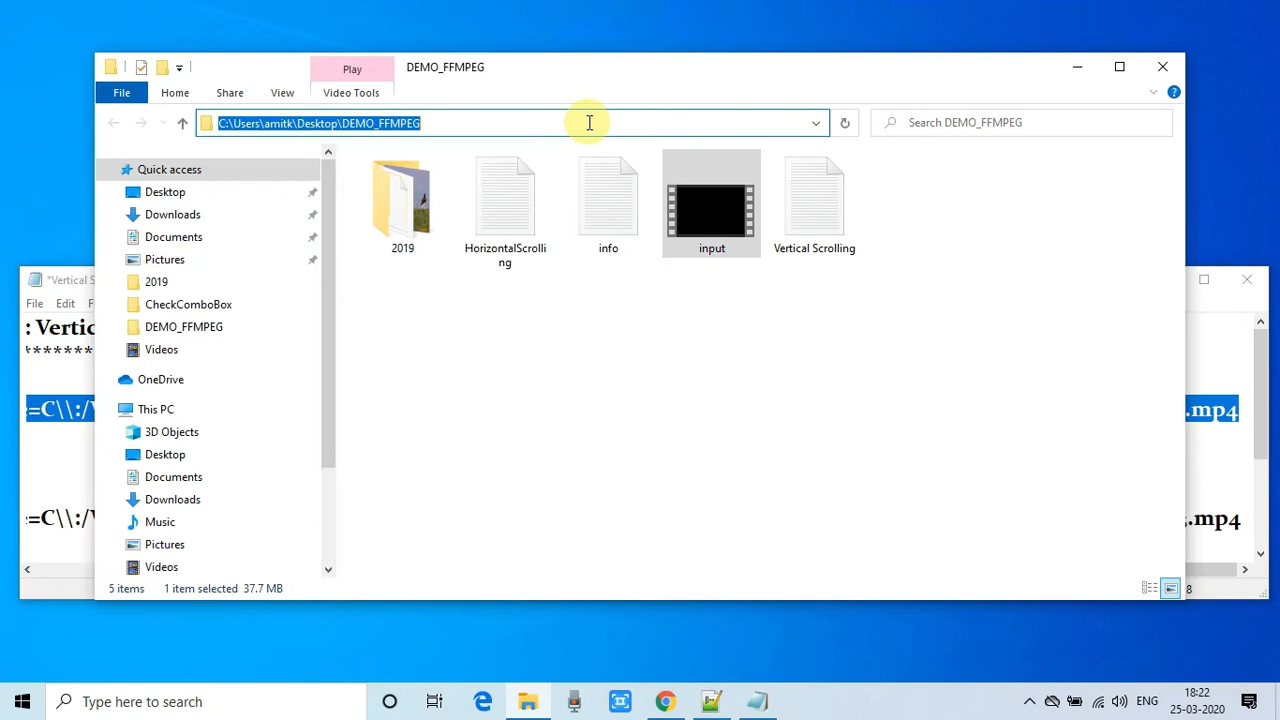 Play
DEMO_FFMPEG
File
Home
Share
View
Video Tools
C:\Users\amitk\Desktop\DEMO_FFMPEG
Search DEMO_FFMPEG
Quick access
Desktop
Downloads
Documents
Pictures
2019
CheckComboBox
DEMO_FFMPEG
Videos
OneDrive
This PC
3D Objects
Desktop
Documents
Downloads
Music
Pictures
Videos
2019
HorizontalScrolli
ng
info
input
Vertical Scrolling
5 items
1 item selected 37.7 MB
*"Vertical S
File
Edit
: Vertic
********
=C\\:/
.mp4
=C\\:/
.mp4
8
Type here to search
ENG
18:22
25-03-2020